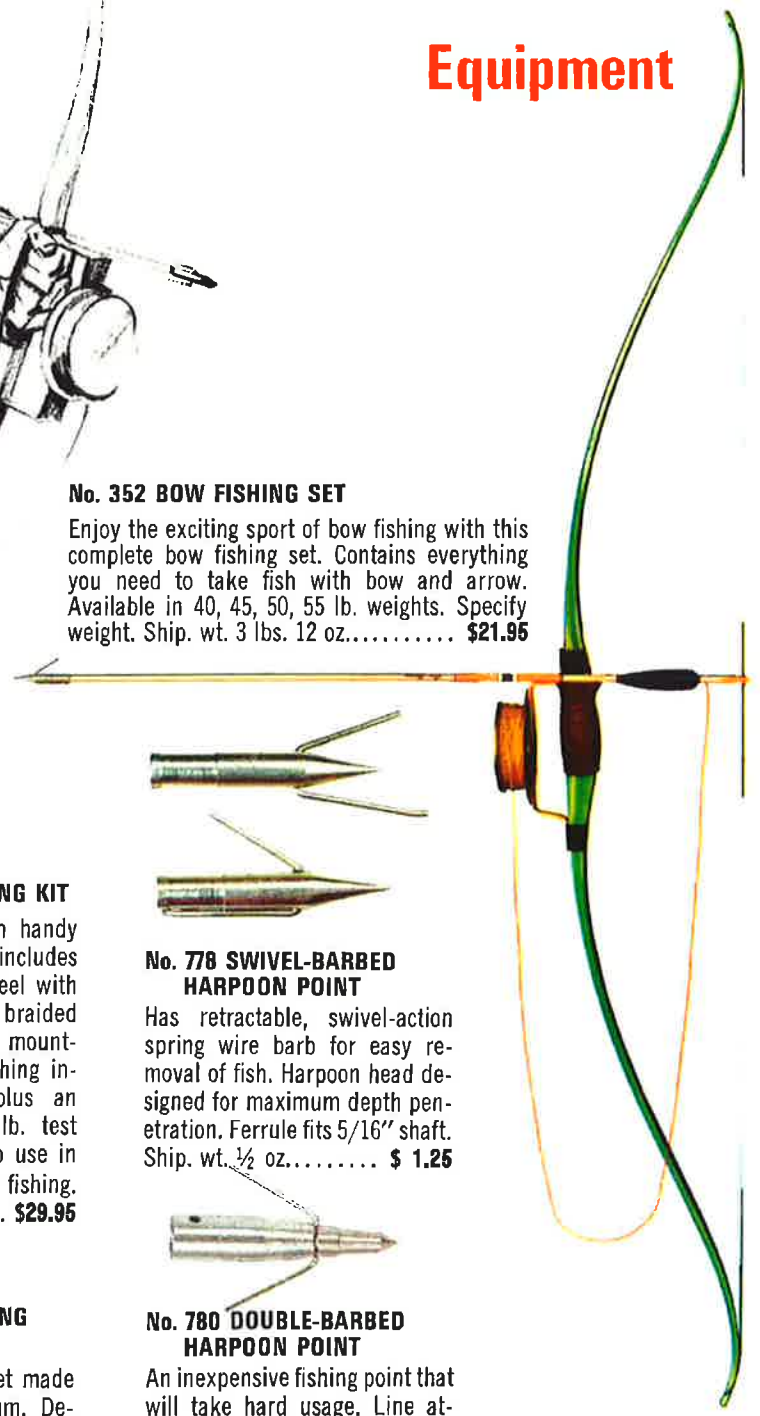 Equipment
No. 352 BOW FISHING SET
Enjoy the exciting sport of bow fishing with this
complete bow fishing set. Contains everything
you need to take fish with bow and arrow.
Available in 40, 45, 50, 55 lb. weights. Specify
weight. Ship. wt. 3 lbs. 12 oz........... $21.95
NG KIT
n handy
includes
eel with
braided
mount-
hing in-
plus an
lb. test
o use in
fishing.
. $29.95
NG
et made
um. De-
No. 778 SWIVEL-BARBED
HARPOON POINT
Has retractable, swivel-action
spring wire barb for easy re-
moval of fish. Harpoon head de-
signed for maximum depth pen-
etration. Ferrule fits 5/16" shaft.
Ship. wt. ½ oz......... $ 1.25
No. 780 DOUBLE-BARBED
HARPOON POINT
An inexpensive fishing point that
will take hard usage. Line at-